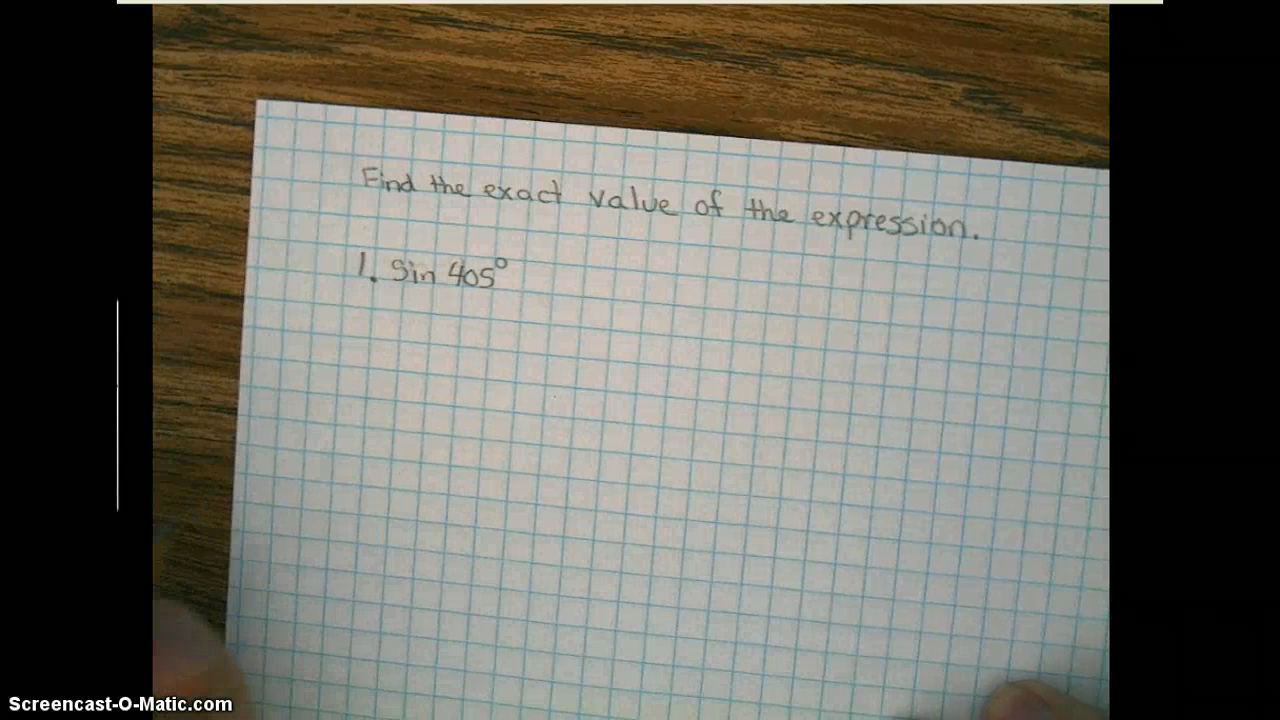 Find the exact value of the expression.
1. Sin 405°
Screencast-O-Matic.com